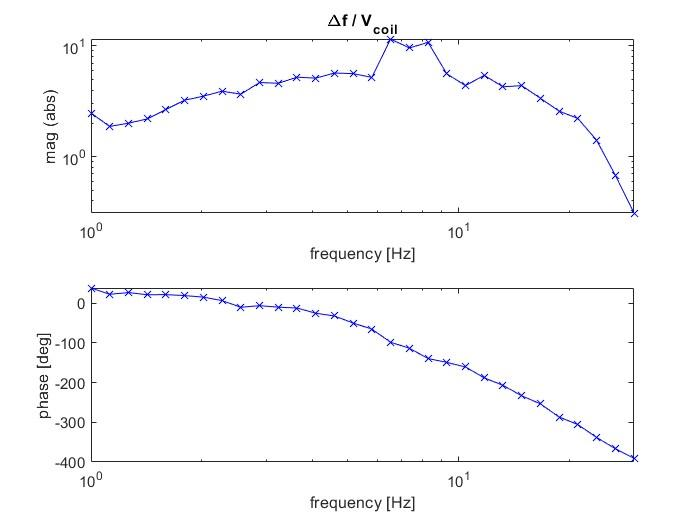 Δf / V_coil
10^1
10^0
mag (abs)
10^0
10^1
frequency [Hz]
0
-100
-200
-300
-400
phase [deg]
10^0
10^1
frequency [Hz]